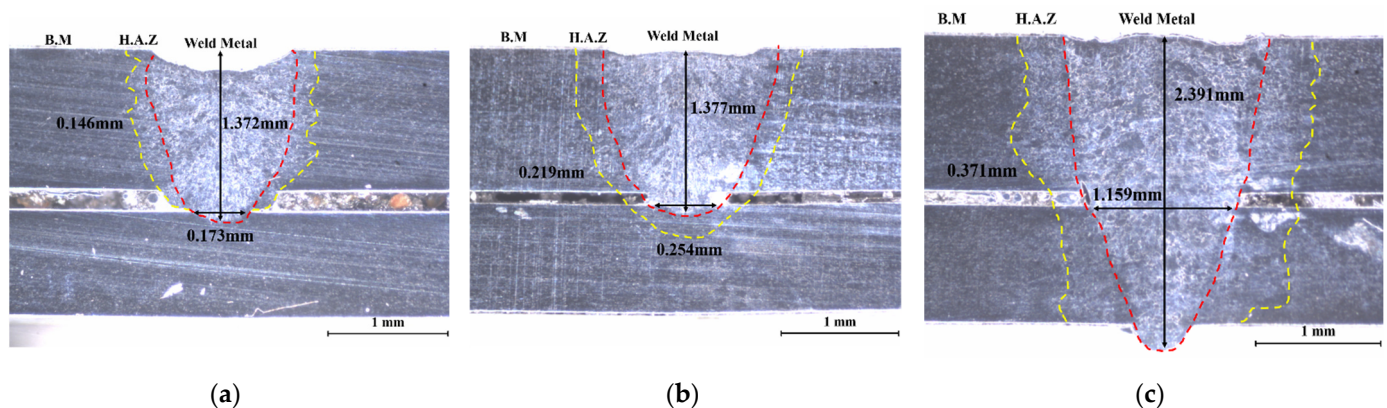 B.M H.A.Z Weld Metal
0.146mm
1.372mm
0.173mm
1 mm
(a)
B.M H.A.Z Weld Metal
1.377mm
0.219mm
0.254mm
1 mm
(b)
B.M H.A.Z Weld Metal
2.391mm
0.371mm
1.159mm
1 mm
(c)